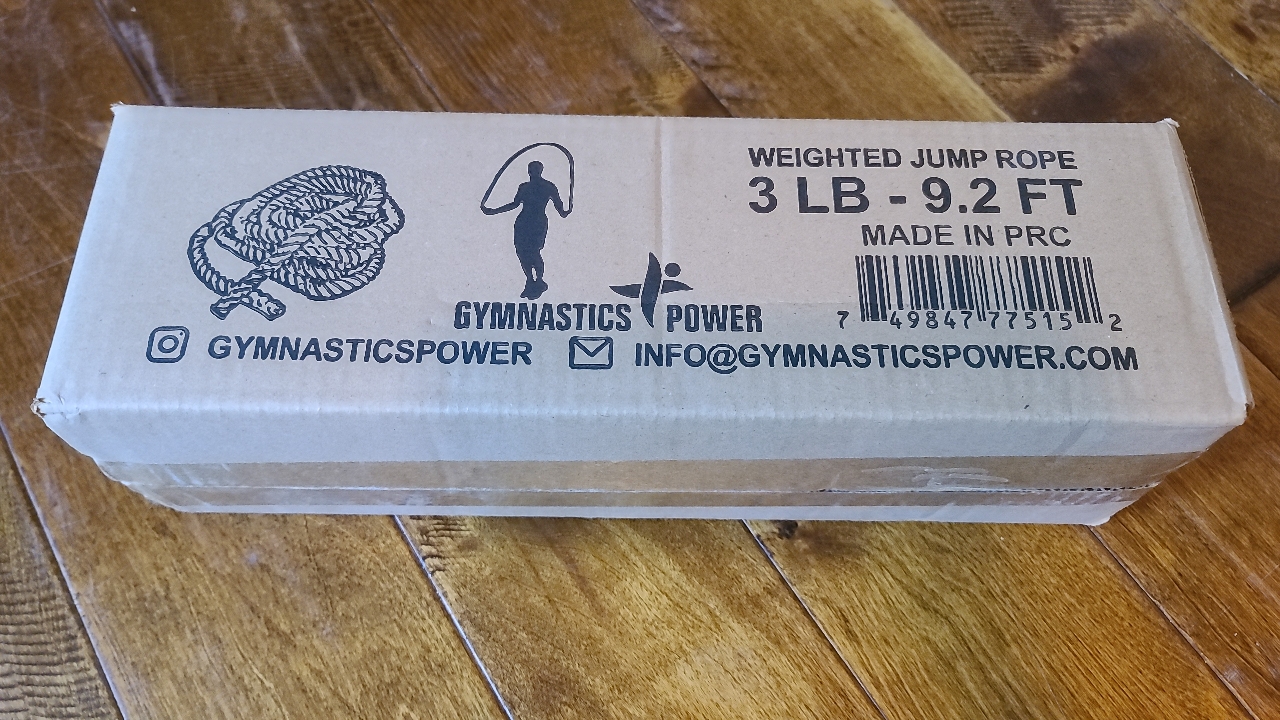 WEIGHTED JUMP ROPE
3 LB - 9.2 FT
MADE IN PRC
7 49847 77515 2
GYMNASTICS POWER
GYMNASTICSPOWER
INFO@GYMNASTICSPOWER.COM